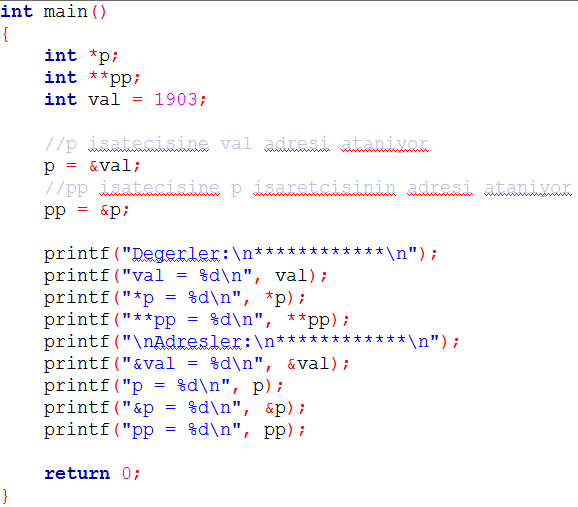 int main()
{
int *p;
int **pp;
int val = 1903;
//p isatecisine val adresi ataniyor
p = &val;
//pp isatecisine p isaretcisinin adresi ataniyor
pp = &p;
printf("Degerler:\n************\n");
printf("val = %d\n", val);
printf("*p = %d\n", *p);
printf("**pp = %d\n", **pp);
printf("\nAdresler:\n************\n");
printf("&val = %d\n", &val);
printf("p = %d\n", p);
printf("&p = %d\n", &p);
printf("pp = %d\n", pp);
return 0;
}